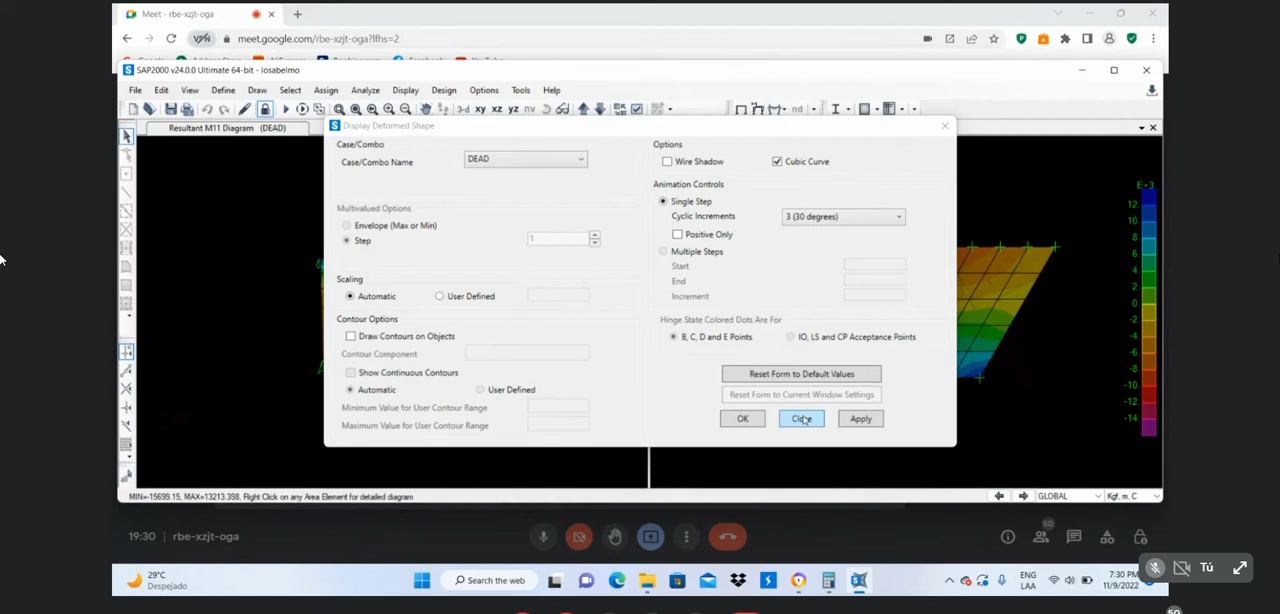 Meet - rbe-xzjt-oga
meet.google.com/rbe-xzjt-oga?lfhs=2
SAP2000 v24.0.0 Ultimate 64-bit - losabelmo
File Edit View Define Draw Select Assign Analyze Display Design Options Tools Help
3-d xy xz yz nv nd
Resultant M11 Diagram (DEAD)
Display Deformed Shape
Case/Combo
Case/Combo Name DEAD
Multivalued Options
Envelope (Max or Min)
Step 1
Scaling
Automatic User Defined
Contour Options
Draw Contours on Objects
Contour Component
Show Continuous Contours
Automatic User Defined
Minimum Value for User Contour Range
Maximum Value for User Contour Range
Options
Wire Shadow Cubic Curve
Animation Controls
Single Step
Cyclic Increments 3 (30 degrees)
Positive Only
Multiple Steps
Start
End
Increment
Hinge State Colored Dots Are For
B, C, D and E Points IO, LS and CP Acceptance Points
Reset Form to Default Values
Reset Form to Current Window Settings
OK Close Apply
E+3
12.
10.
8.
6.
4.
2.
0.
-2.
-4.
-6.
-8.
-10.
-12.
-14.
MIN=-15699.15, MAX=13213.398, Right Click on any Area Element for detailed diagram
GLOBAL Kgf, m, C
19:30 rbe-xzjt-oga
50
29°C
Despejado
Search the web
ENG
LAA
7:30 PM
11/9/2022
Tú
50